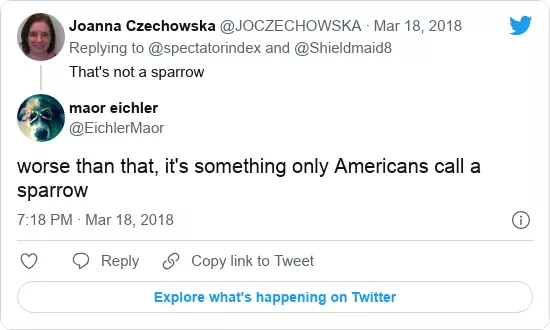 Joanna Czechowska @JOCZECHOWSKA · Mar 18, 2018
Replying to @spectatorindex and @Shieldmaid8
That's not a sparrow
maor eichler
@EichlerMaor
worse than that, it's something only Americans call a
sparrow
7:18 PM · Mar 18, 2018
Reply
Copy link to Tweet
Explore what's happening on Twitter